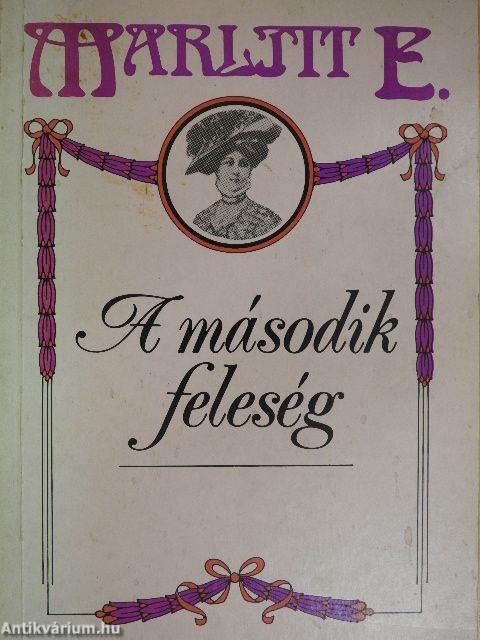 MARLITT E.
A második
feleség
Antikvárium.hu